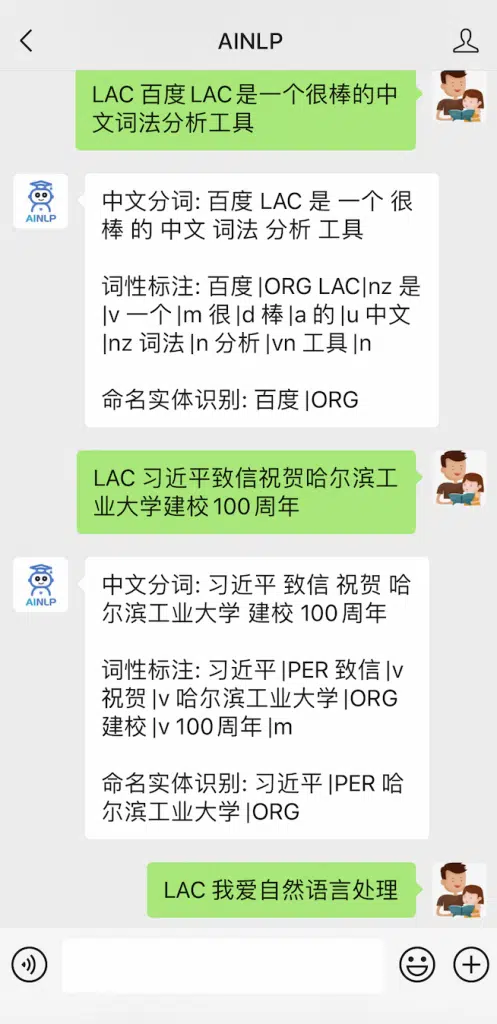 AINLP
LAC 百度LAC是一个很棒的中
文词法分析工具
AINLP
中文分词: 百度 LAC 是 一个 很
棒 的 中文 词法 分析 工具
词性标注: 百度|ORG LAC|nz 是
|v 一个|m 很|d 棒|a 的|u 中文
|nz 词法|n 分析|vn 工具|n
命名实体识别: 百度|ORG
LAC 习近平致信祝贺哈尔滨工
业大学建校100周年
AINLP
中文分词: 习近平 致信 祝贺 哈
尔滨工业大学 建校 100周年
词性标注: 习近平|PER 致信|v
祝贺|v 哈尔滨工业大学|ORG
建校|v 100周年|m
命名实体识别: 习近平|PER 哈
尔滨工业大学|ORG
LAC 我爱自然语言处理